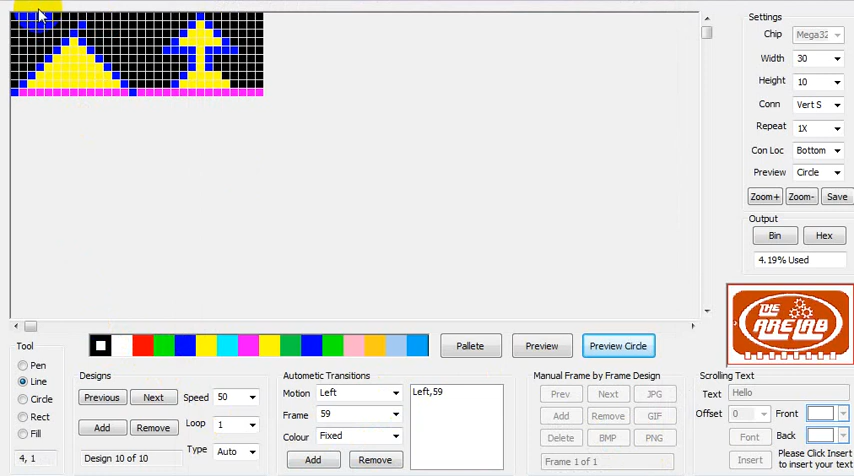 Settings
Chip Mega32
Width 30
Height 10
Conn Vert S
Repeat 1X
Con Loc Bottom
Preview Circle
Zoom+ Zoom- Save
Output
Bin Hex
4.19% Used
THE
ARE LAB
Pallete Preview Preview Circle
Tool
Pen
Line
Circle
Rect
Fill
4, 1
Designs
Previous Next Speed 50
Loop 1
Add Remove
Type Auto
Design 10 of 10
Automatic Transitions
Motion Left
Frame 59
Colour Fixed
Add Remove
Left,59
Manual Frame by Frame Design
Prev Next JPG
Add Remove GIF
Delete BMP PNG
Frame 1 of 1
Scrolling Text
Text Hello
Offset 0 Front
Font Back
Insert
Please Click Insert
to insert your text